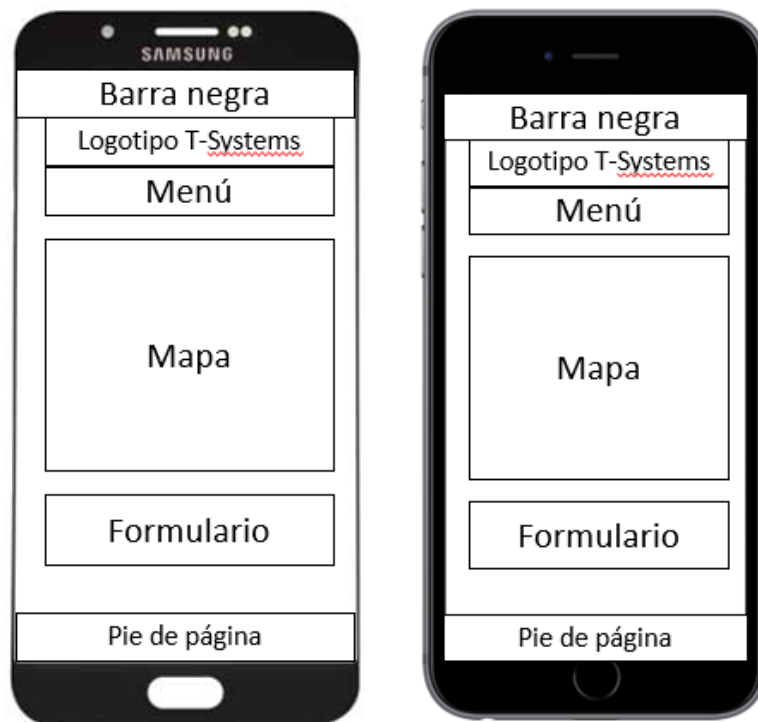 SAMSUNG
Barra negra
Logotipo T-Systems
Menú
Mapa
Formulario
Pie de página
Barra negra
Logotipo T-Systems
Menú
Mapa
Formulario
Pie de página